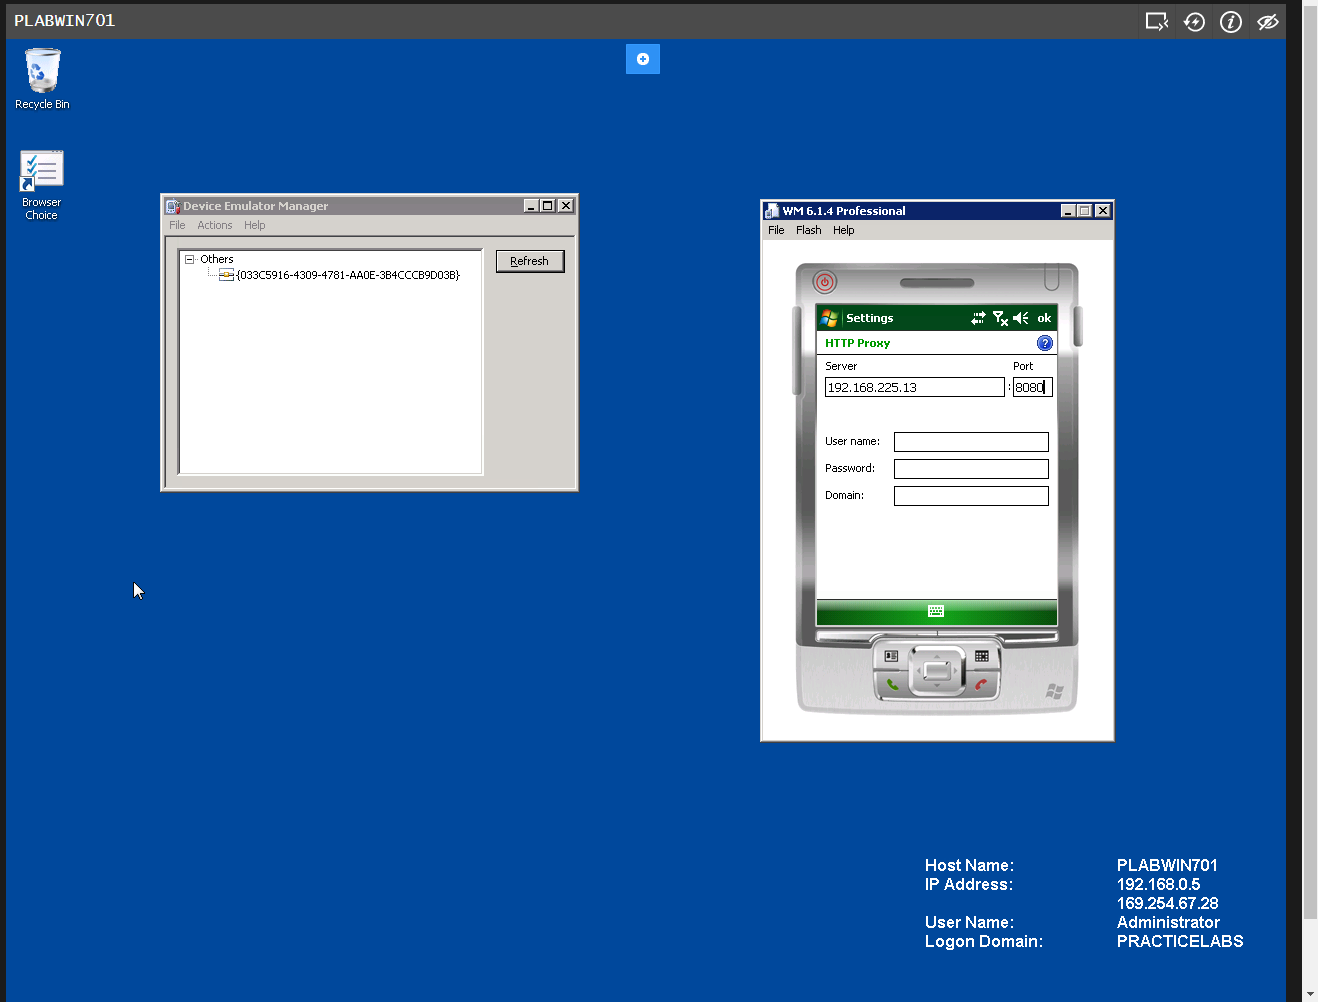 PLABWIN701
Recycle Bin
Browser
Choice
Device Emulator Manager
File Actions Help
Others
{033C5916-4309-4781-AA0E-3B4CCCB9D03B}
Refresh
WM 6.1.4 Professional
File Flash Help
Settings ok
HTTP Proxy
Server Port
192.168.225.13 : 8080
User name:
Password:
Domain:
Host Name: PLABWIN701
IP Address: 192.168.0.5
169.254.67.28
User Name: Administrator
Logon Domain: PRACTICELABS